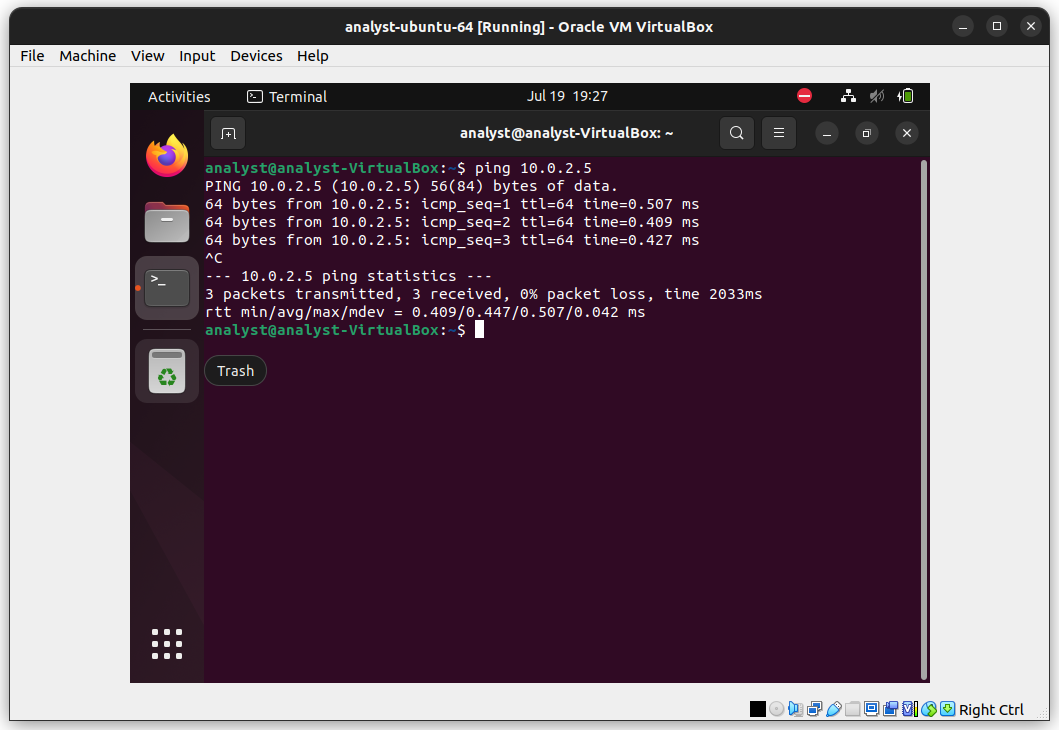 analyst-ubuntu-64 [Running] - Oracle VM VirtualBox
File Machine View Input Devices Help
Activities Terminal Jul 19 19:27
analyst@analyst-VirtualBox: ~
analyst@analyst-VirtualBox:~$ ping 10.0.2.5
PING 10.0.2.5 (10.0.2.5) 56(84) bytes of data.
64 bytes from 10.0.2.5: icmp_seq=1 ttl=64 time=0.507 ms
64 bytes from 10.0.2.5: icmp_seq=2 ttl=64 time=0.409 ms
64 bytes from 10.0.2.5: icmp_seq=3 ttl=64 time=0.427 ms
^C
--- 10.0.2.5 ping statistics ---
3 packets transmitted, 3 received, 0% packet loss, time 2033ms
rtt min/avg/max/mdev = 0.409/0.447/0.507/0.042 ms
analyst@analyst-VirtualBox:~$
Trash
Right Ctrl